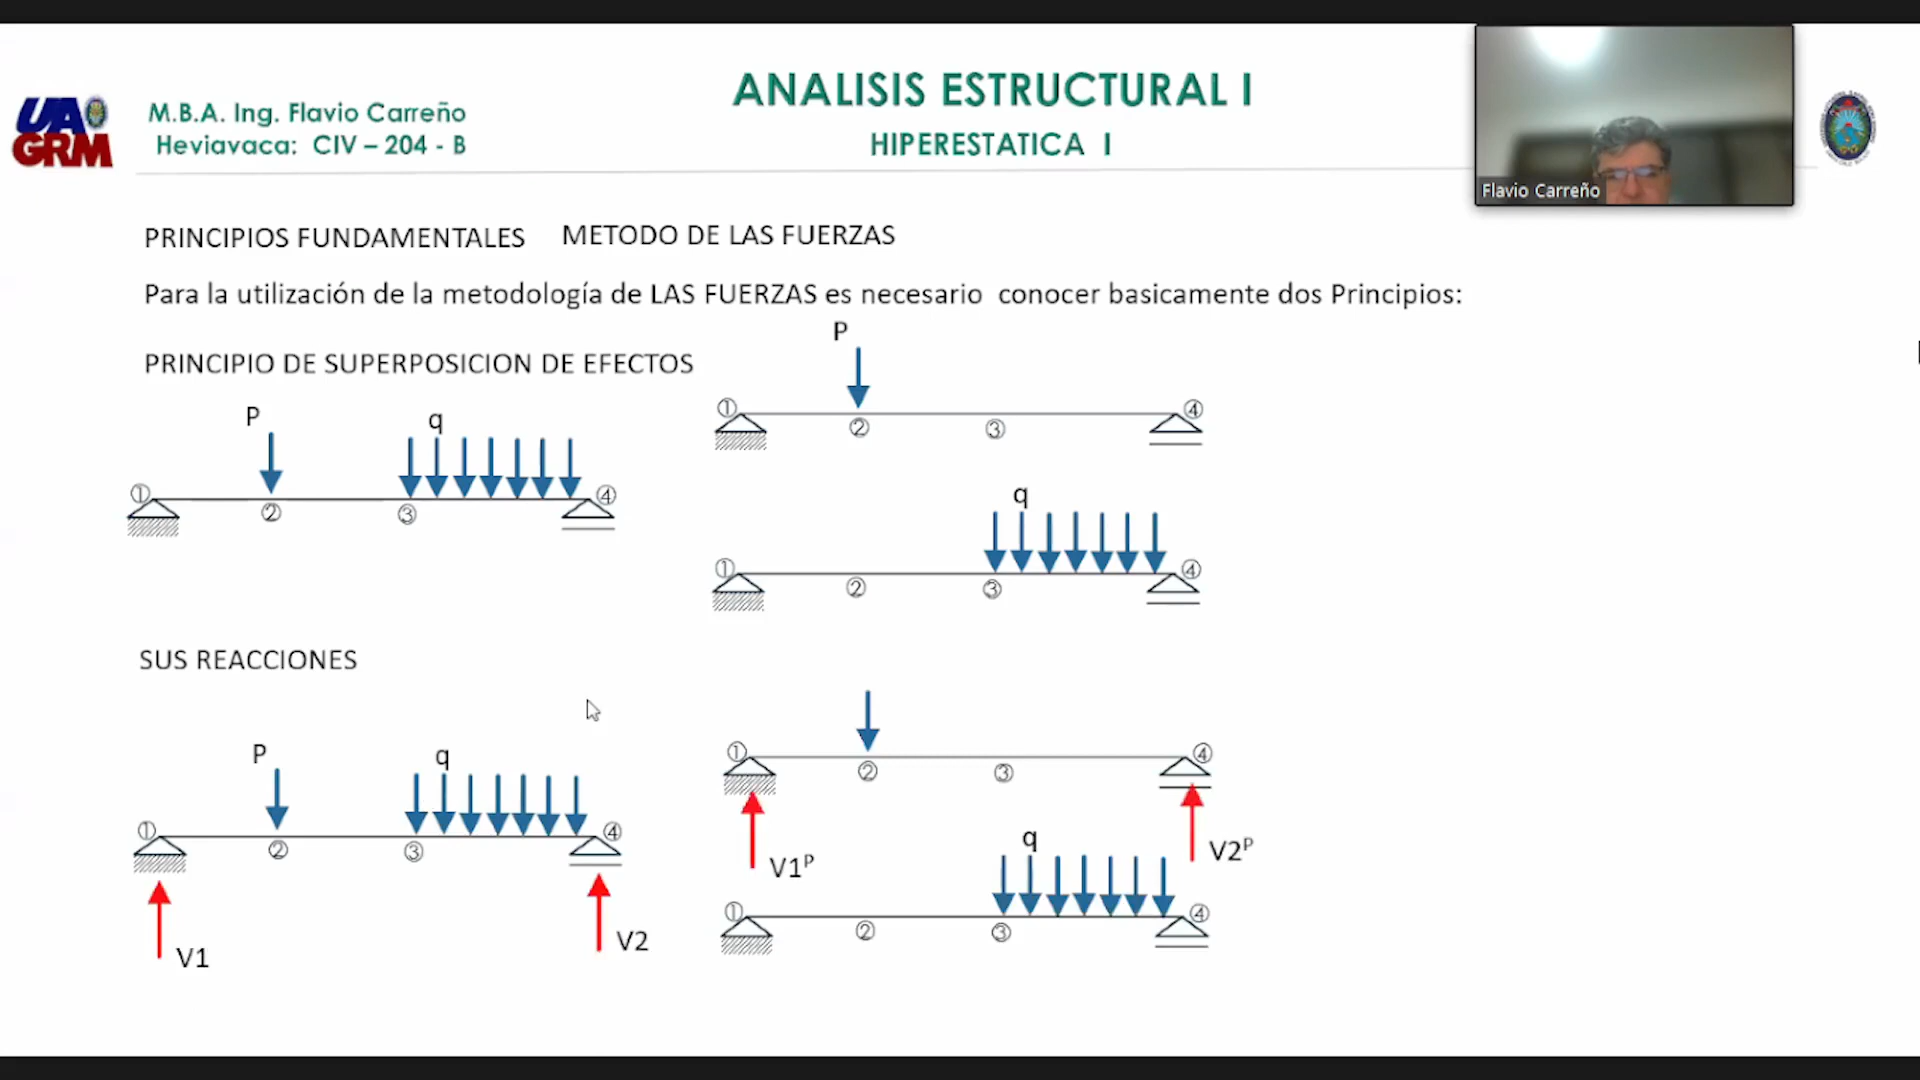 UAGRM
M.B.A. Ing. Flavio Carreño
Heviavaca: CIV – 204 - B
ANALISIS ESTRUCTURAL I
HIPERESTATICA I
Flavio Carreño
PRINCIPIOS FUNDAMENTALES METODO DE LAS FUERZAS
Para la utilización de la metodología de LAS FUERZAS es necesario conocer basicamente dos Principios:
PRINCIPIO DE SUPERPOSICION DE EFECTOS
P q
① ② ③ ④
P
① ② ③ ④
q
① ② ③ ④
SUS REACCIONES
P q
① ② ③ ④
V1 V2
① ② ③ ④
V1ᴾ V2ᴾ
q
① ② ③ ④